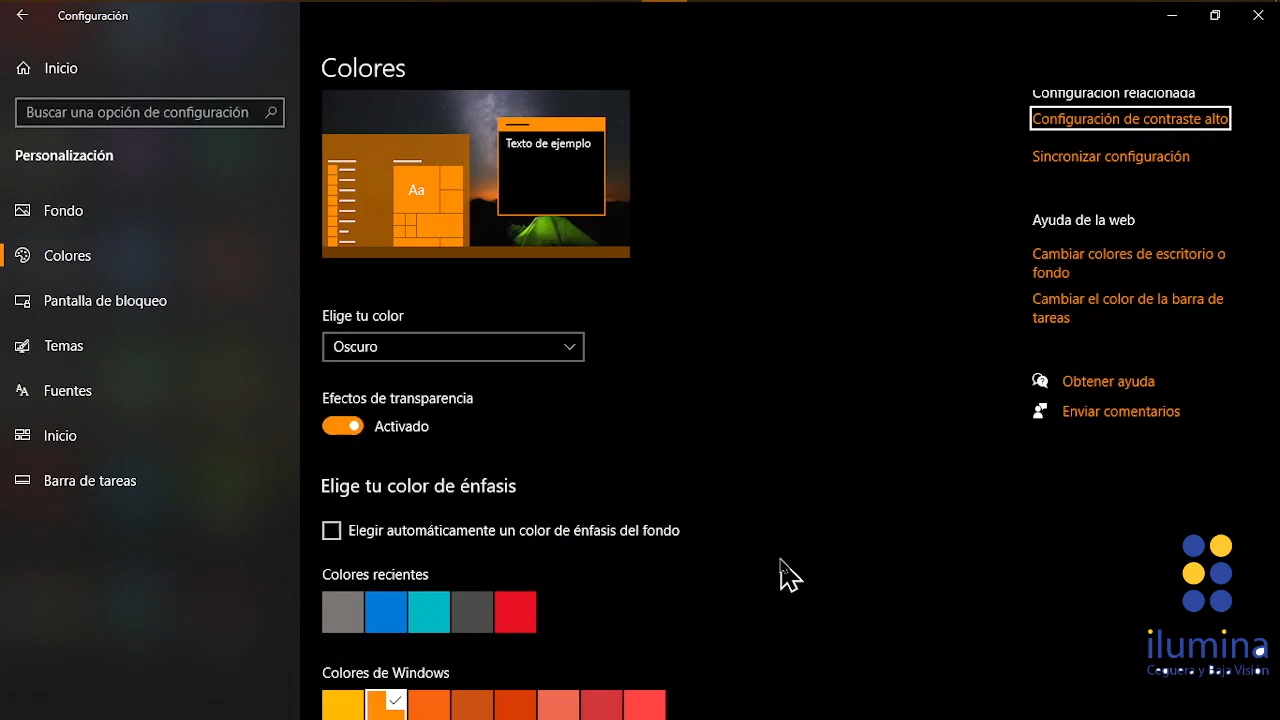 Configuración
Inicio
Buscar una opción de configuración
Personalización
Fondo
Colores
Pantalla de bloqueo
Temas
Fuentes
Inicio
Barra de tareas
Colores
Aa
Texto de ejemplo
Elige tu color
Oscuro
Efectos de transparencia
Activado
Elige tu color de énfasis
Elegir automáticamente un color de énfasis del fondo
Colores recientes
Colores de Windows
Configuración relacionada
Configuración de contraste alto
Sincronizar configuración
Ayuda de la web
Cambiar colores de escritorio o
fondo
Cambiar el color de la barra de
tareas
Obtener ayuda
Enviar comentarios
ilumina
Ceguera y Baja Visión